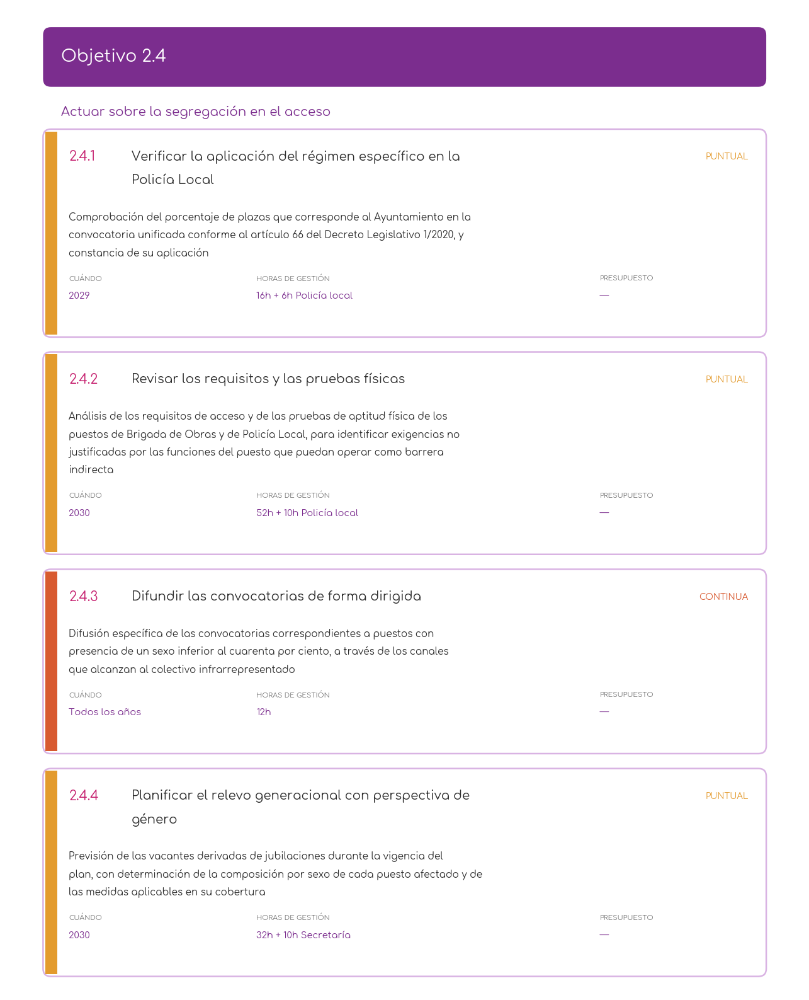 Objetivo 2.4
Actuar sobre la segregación en el acceso
2.4.1 Verificar la aplicación del régimen específico en la PUNTUAL
Policía Local
Comprobación del porcentaje de plazas que corresponde al Ayuntamiento en la
convocatoria unificada conforme al artículo 66 del Decreto Legislativo 1/2020, y
constancia de su aplicación
CUÁNDO HORAS DE GESTIÓN PRESUPUESTO
2029 16h + 6h Policía local —
2.4.2 Revisar los requisitos y las pruebas físicas PUNTUAL
Análisis de los requisitos de acceso y de las pruebas de aptitud física de los
puestos de Brigada de Obras y de Policía Local, para identificar exigencias no
justificadas por las funciones del puesto que puedan operar como barrera
indirecta
CUÁNDO HORAS DE GESTIÓN PRESUPUESTO
2030 52h + 10h Policía local —
2.4.3 Difundir las convocatorias de forma dirigida CONTINUA
Difusión específica de las convocatorias correspondientes a puestos con
presencia de un sexo inferior al cuarenta por ciento, a través de los canales
que alcanzan al colectivo infrarrepresentado
CUÁNDO HORAS DE GESTIÓN PRESUPUESTO
Todos los años 12h —
2.4.4 Planificar el relevo generacional con perspectiva de PUNTUAL
género
Previsión de las vacantes derivadas de jubilaciones durante la vigencia del
plan, con determinación de la composición por sexo de cada puesto afectado y de
las medidas aplicables en su cobertura
CUÁNDO HORAS DE GESTIÓN PRESUPUESTO
2030 32h + 10h Secretaría —